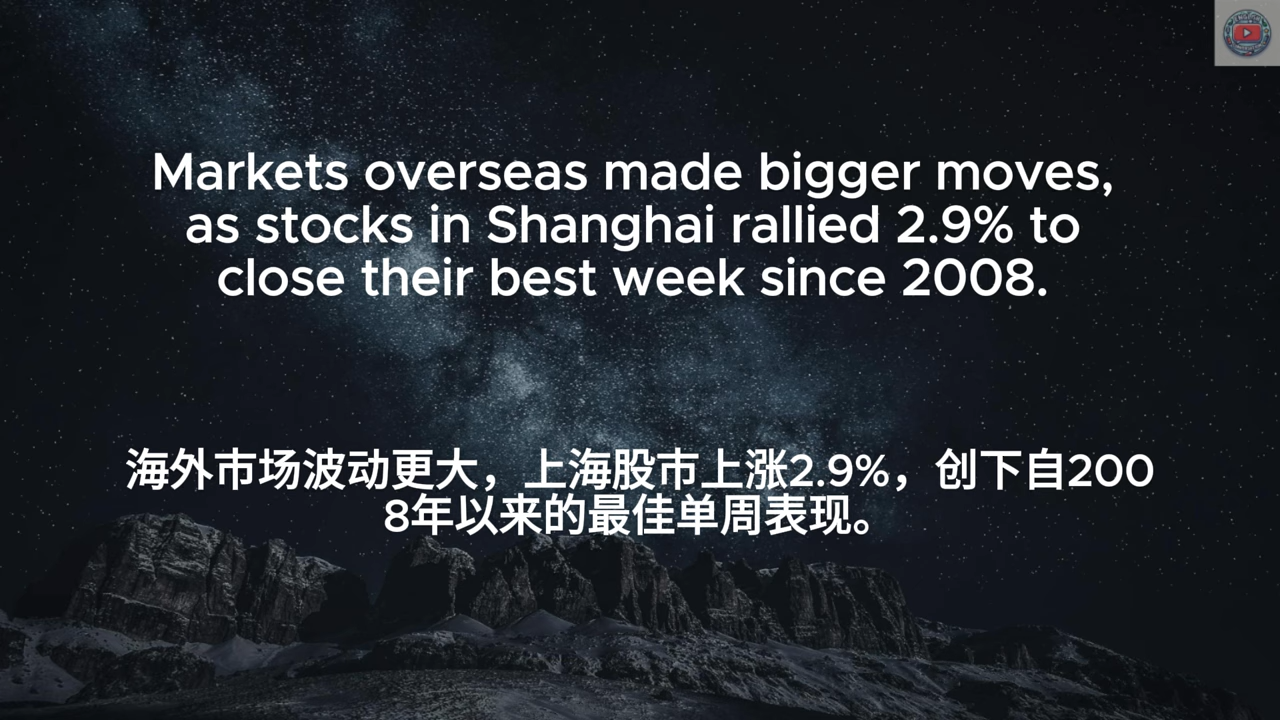 Markets overseas made bigger moves,
as stocks in Shanghai rallied 2.9% to
close their best week since 2008.
海外市场波动更大，上海股市上涨2.9%，创下自200
8年以来的最佳单周表现。